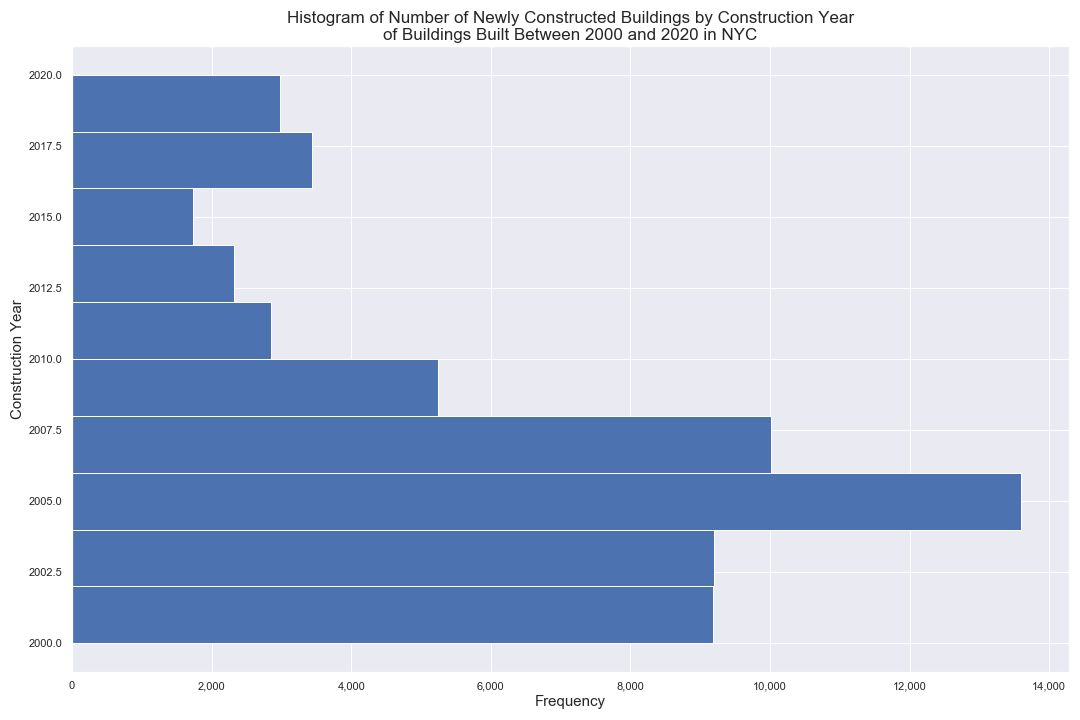 Histogram of Number of Newly Constructed Buildings by Construction Year
of Buildings Built Between 2000 and 2020 in NYC
Construction Year
2020.0
2017.5
2015.0
2012.5
2010.0
2007.5
2005.0
2002.5
2000.0
0 2,000 4,000 6,000 8,000 10,000 12,000 14,000
Frequency